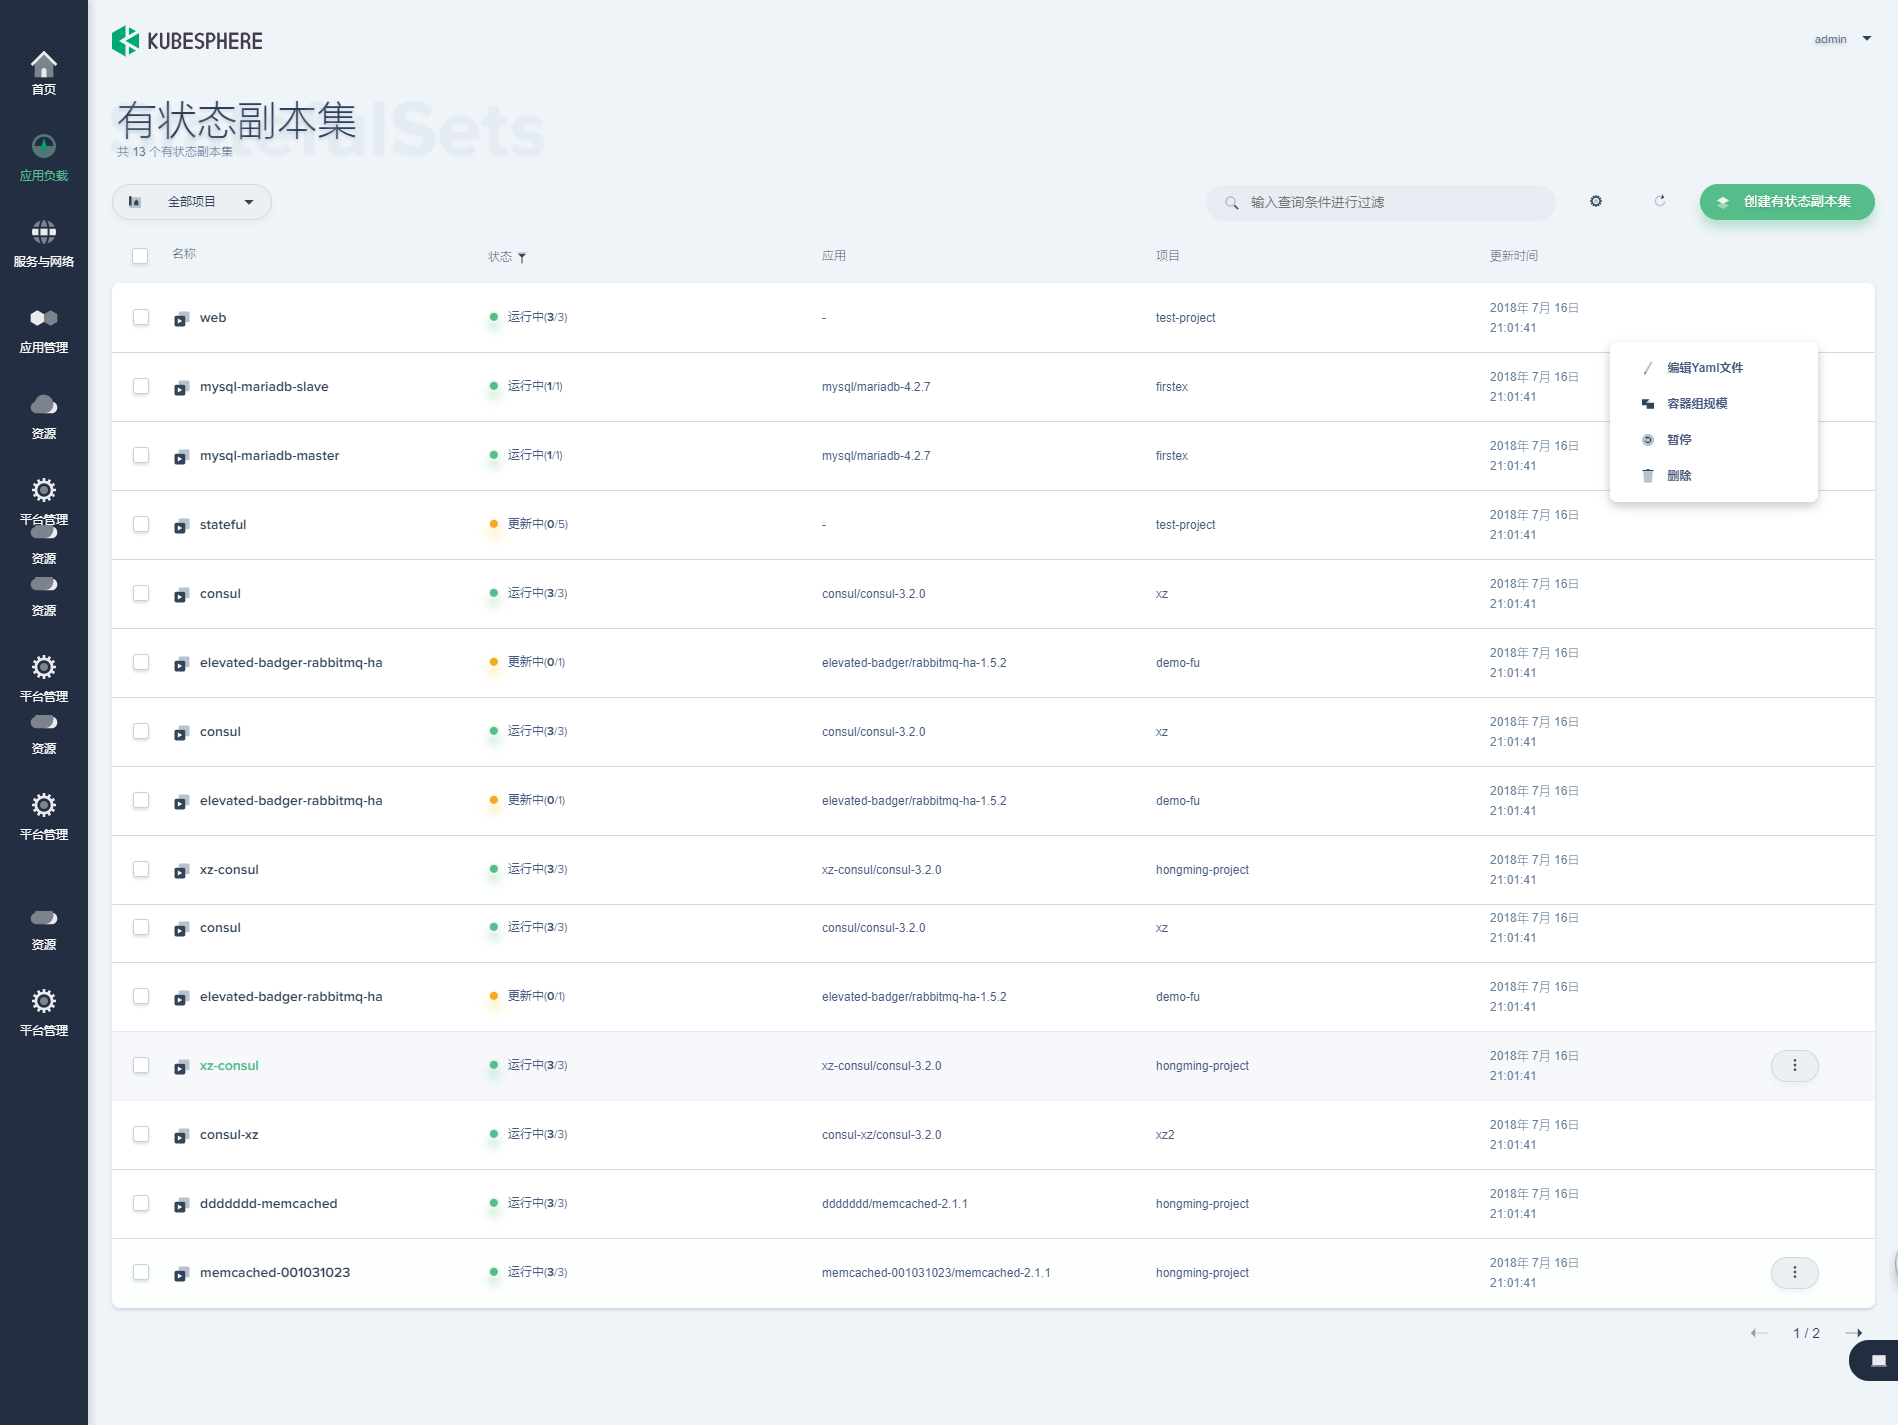 首页
应用负载
服务与网络
应用管理
资源
平台管理
资源
资源
平台管理
资源
平台管理
资源
平台管理
KUBESPHERE
admin
StatefulSets
有状态副本集
共 13 个有状态副本集
全部项目
输入查询条件进行过滤
创建有状态副本集
名称 状态 应用 项目 更新时间
web 运行中(3/3) - test-project 2018年 7月 16日
21:01:41
mysql-mariadb-slave 运行中(1/1) mysql/mariadb-4.2.7 firstex 2018年 7月 16日
21:01:41
mysql-mariadb-master 运行中(1/1) mysql/mariadb-4.2.7 firstex 2018年 7月 16日
21:01:41
stateful 更新中(0/5) - test-project 2018年 7月 16日
21:01:41
consul 运行中(3/3) consul/consul-3.2.0 xz 2018年 7月 16日
21:01:41
elevated-badger-rabbitmq-ha 更新中(0/1) elevated-badger/rabbitmq-ha-1.5.2 demo-fu 2018年 7月 16日
21:01:41
consul 运行中(3/3) consul/consul-3.2.0 xz 2018年 7月 16日
21:01:41
elevated-badger-rabbitmq-ha 更新中(0/1) elevated-badger/rabbitmq-ha-1.5.2 demo-fu 2018年 7月 16日
21:01:41
xz-consul 运行中(3/3) xz-consul/consul-3.2.0 hongming-project 2018年 7月 16日
21:01:41
consul 运行中(3/3) consul/consul-3.2.0 xz 2018年 7月 16日
21:01:41
elevated-badger-rabbitmq-ha 更新中(0/1) elevated-badger/rabbitmq-ha-1.5.2 demo-fu 2018年 7月 16日
21:01:41
xz-consul 运行中(3/3) xz-consul/consul-3.2.0 hongming-project 2018年 7月 16日
21:01:41
consul-xz 运行中(3/3) consul-xz/consul-3.2.0 xz2 2018年 7月 16日
21:01:41
ddddddd-memcached 运行中(3/3) ddddddd/memcached-2.1.1 hongming-project 2018年 7月 16日
21:01:41
memcached-001031023 运行中(3/3) memcached-001031023/memcached-2.1.1 hongming-project 2018年 7月 16日
21:01:41
编辑Yaml文件
容器组规模
暂停
删除
1 / 2